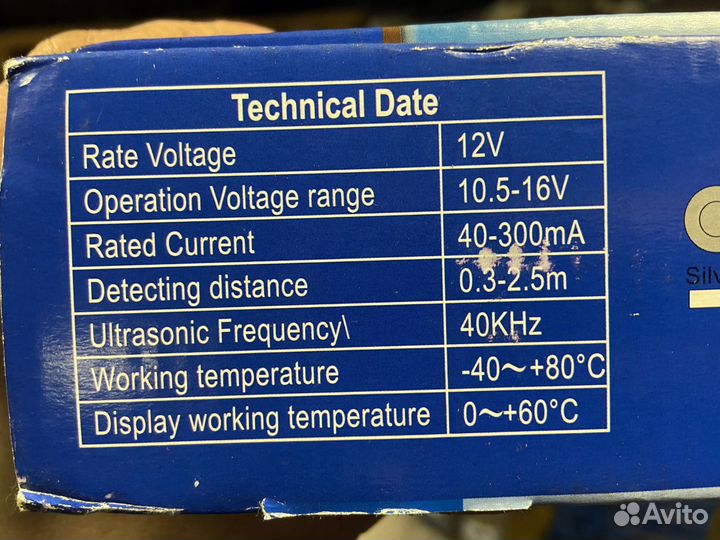 Technical Date
Rate Voltage 12V
Operation Voltage range 10.5-16V
Rated Current 40-300mA
Detecting distance 0.3-2.5m
Ultrasonic Frequency\ 40KHz
Working temperature -40～+80°C
Display working temperature 0～+60°C
Silv
Avito